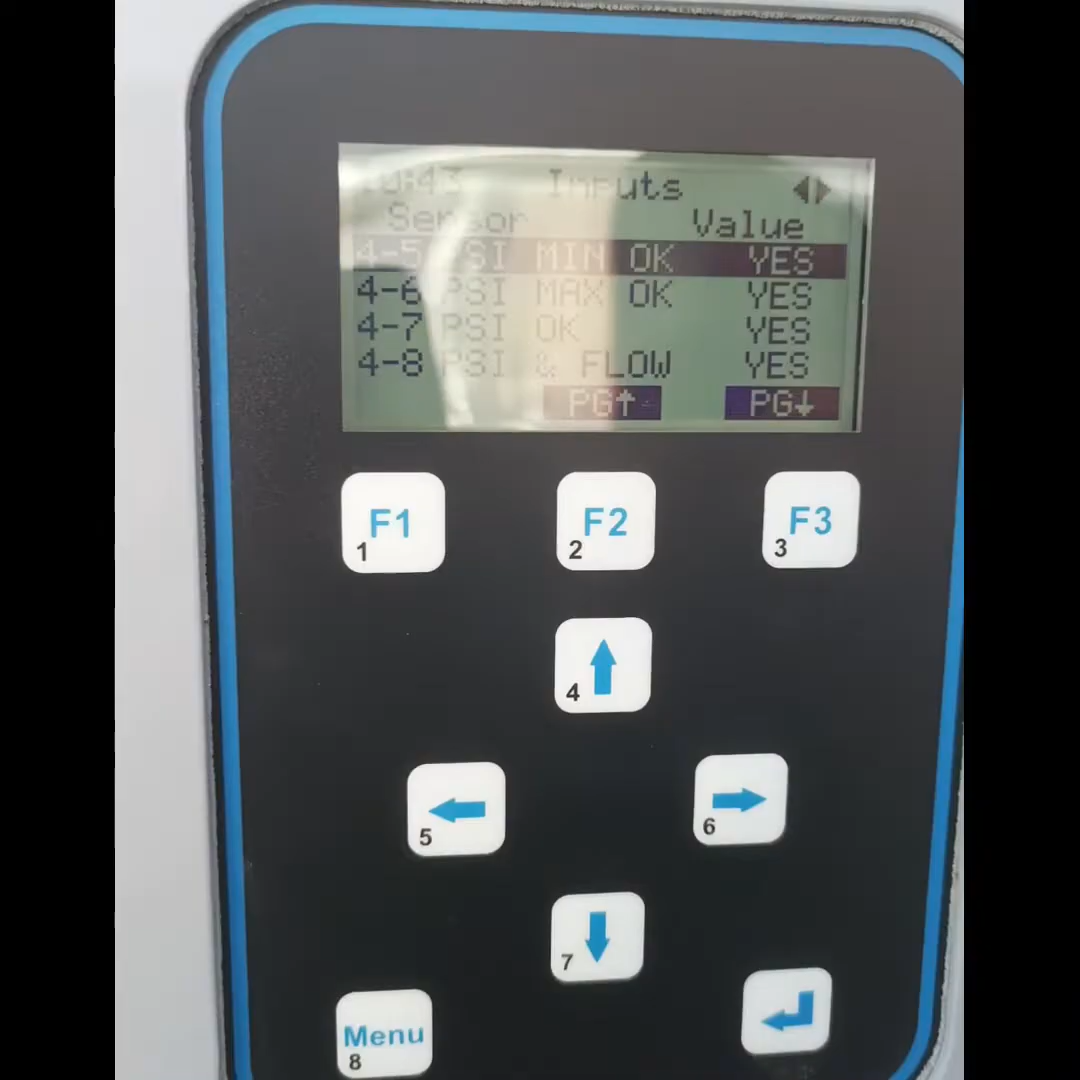 10:43 Inputs
Sensor Value
4-5 PSI MIN OK YES
4-6 PSI MAX OK YES
4-7 PSI OK YES
4-8 PSI & FLOW YES
PG↑ PG↓
F1 F2 F3
1 2 3
4
5 6
7
Menu
8